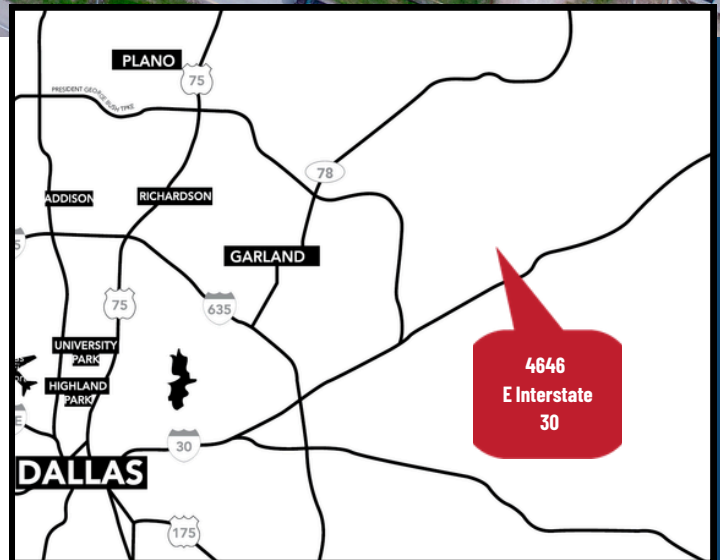 PLANO
75
PRESIDENT GEORGE BUSH TPKE
78
ADDISON
RICHARDSON
GARLAND
75
635
UNIVERSITY
PARK
HIGHLAND
PARK
4646
E Interstate
30
30
DALLAS
175